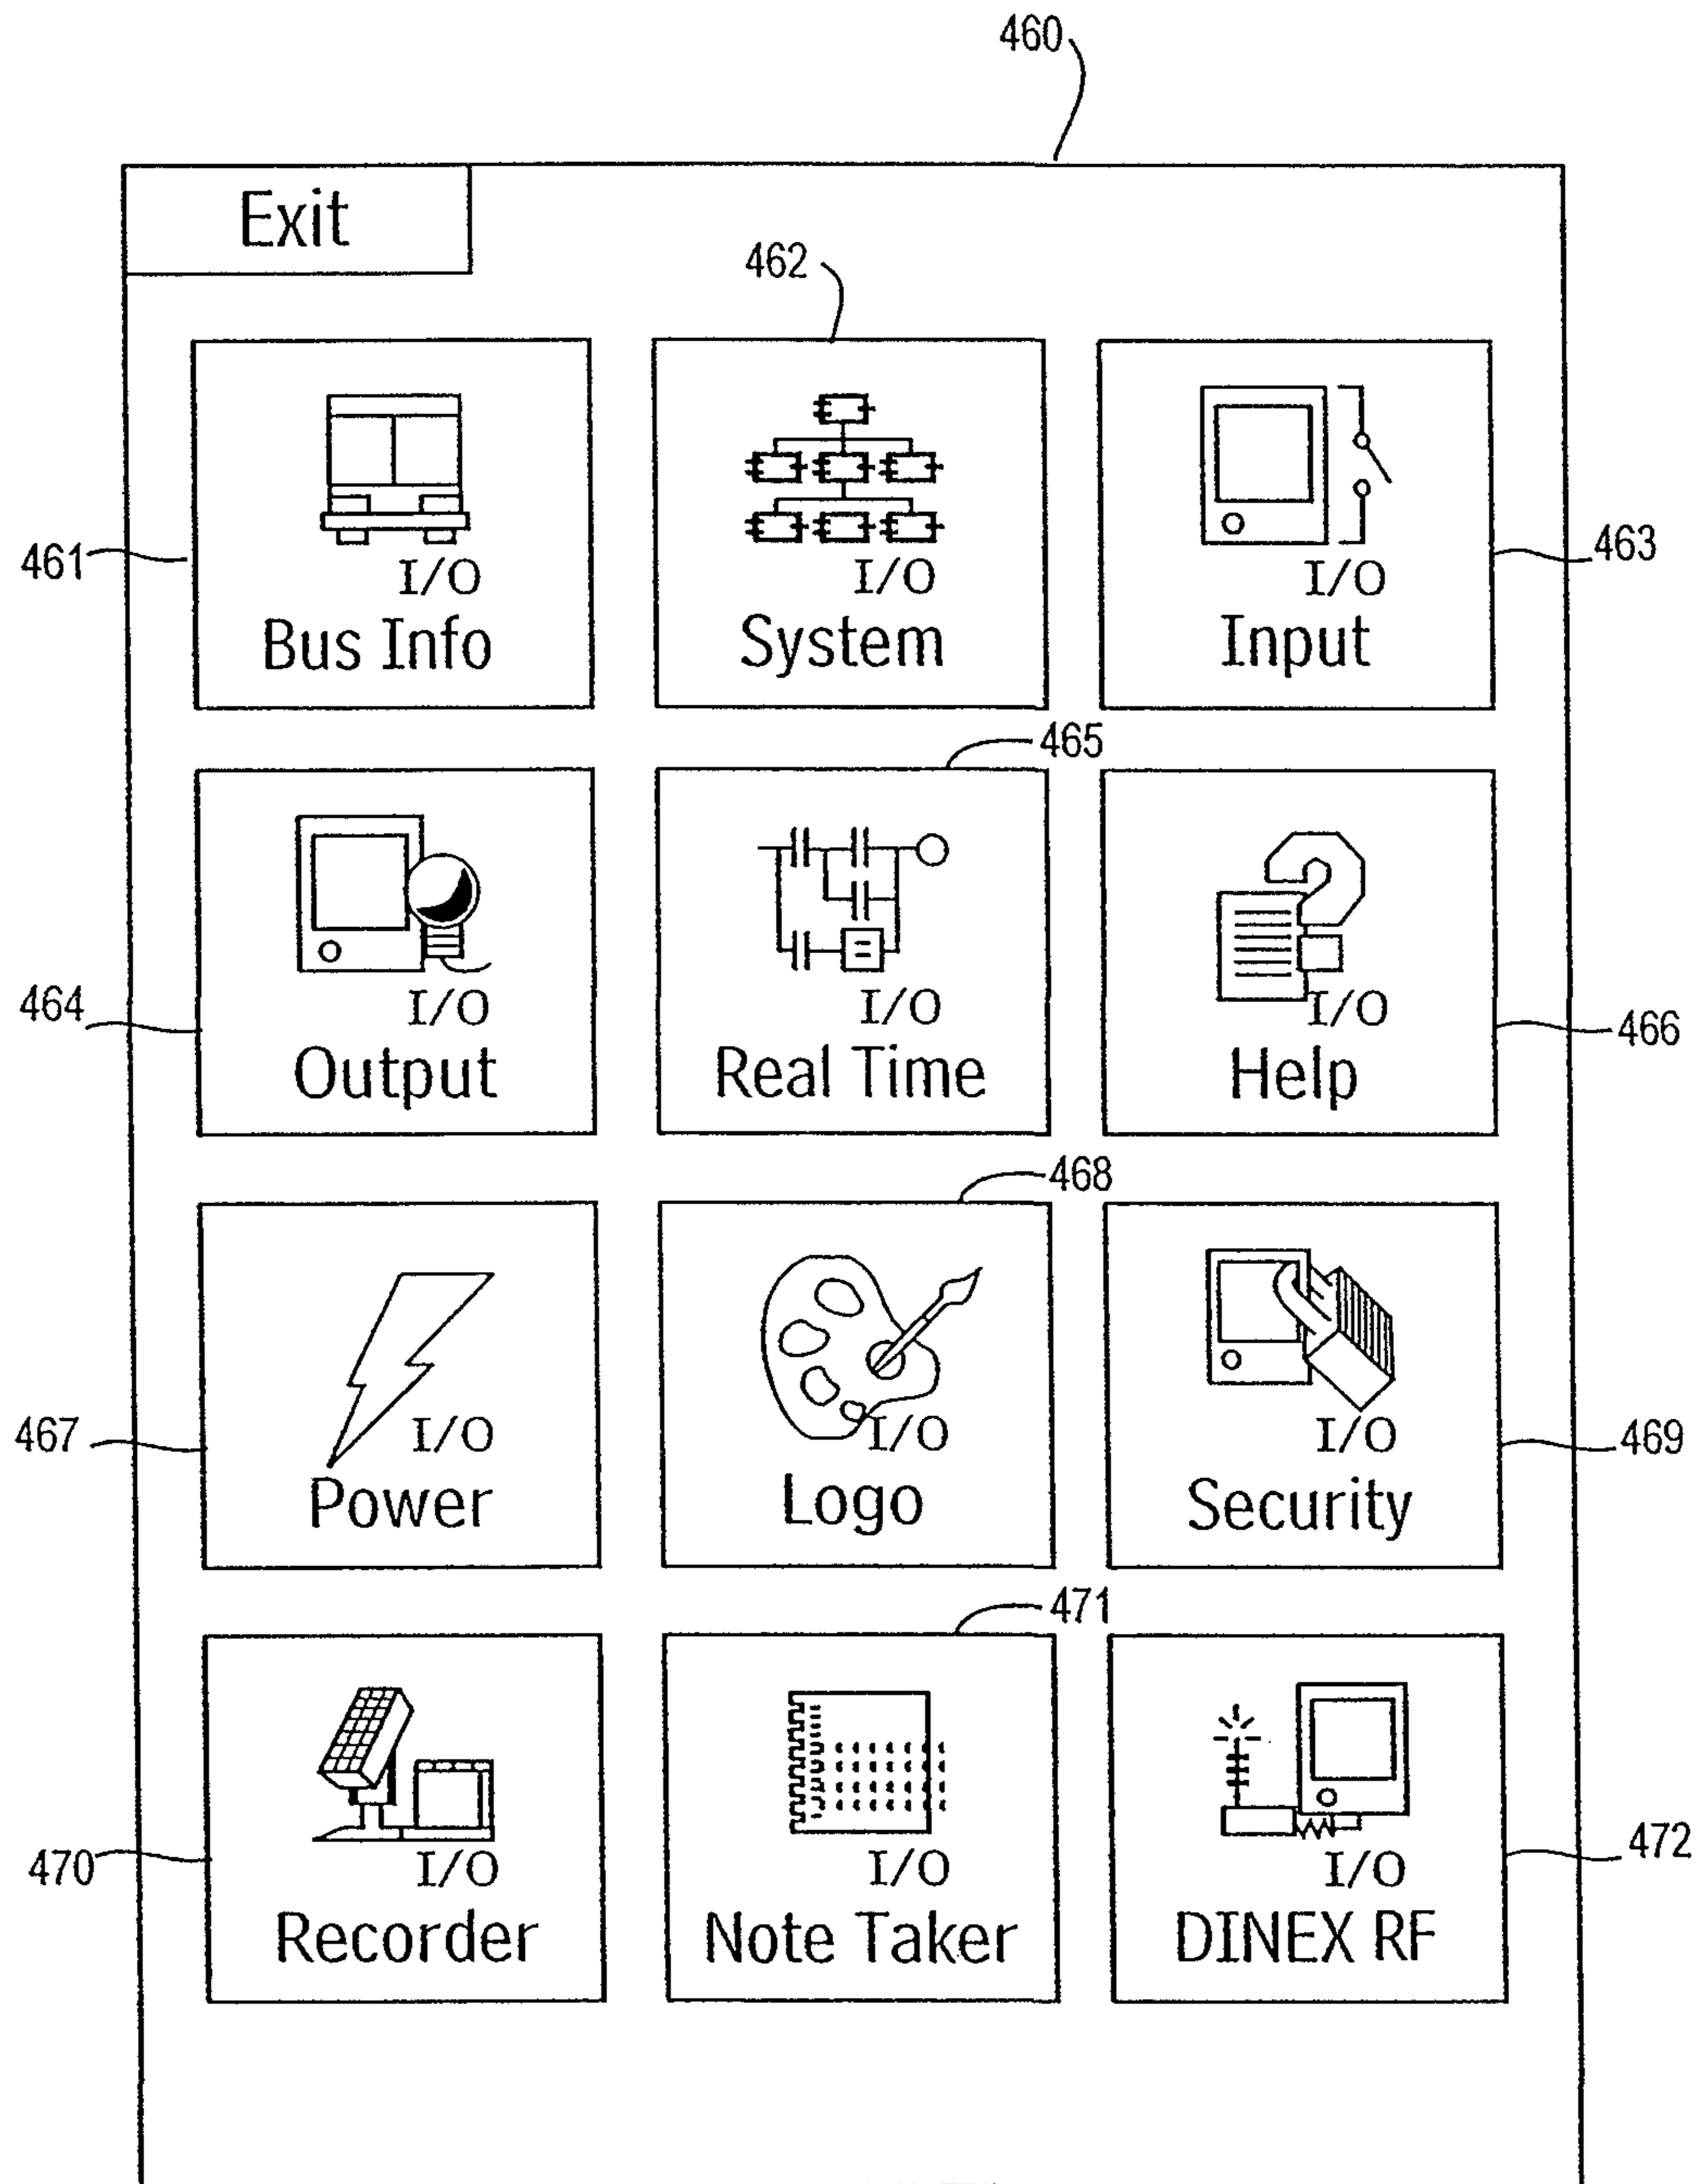 460
Exit
462
I/O
Bus Info
I/O
System
I/O
Input
461
463
465
I/O
Output
I/O
Real Time
I/O
Help
464
466
468
I/O
Power
I/O
Logo
I/O
Security
467
469
471
I/O
Recorder
I/O
Note Taker
I/O
DINEX RF
470
472